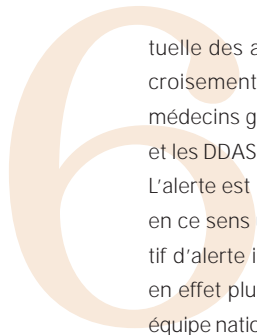 6
tuelle des a
croisement
médecins g
et les DDAS
L'alerte est
en ce sens
tif d'alerte i
en effet plu
équipe natio